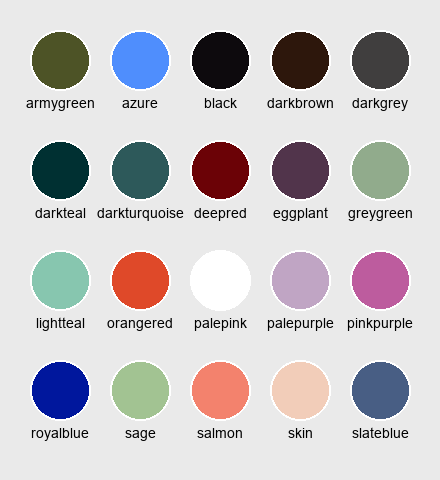 armygreen azure black darkbrown darkgrey
darkteal darkturquoise deepred eggplant greygreen
lightteal orangered palepink palepurple pinkpurple
royalblue sage salmon skin slateblue